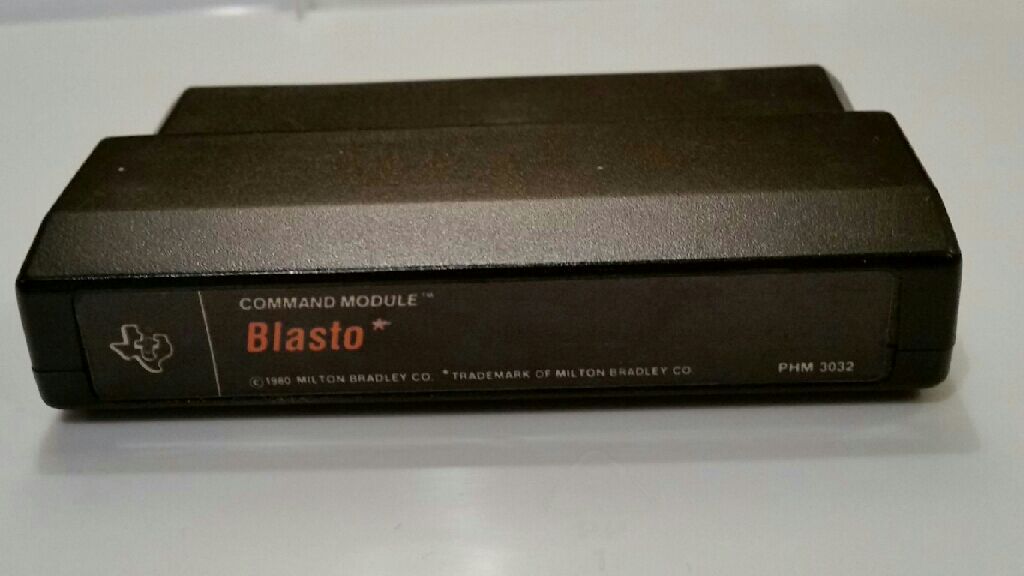 COMMAND MODULE™
Blasto*
©1980 MILTON BRADLEY CO. *TRADEMARK OF MILTON BRADLEY CO.
PHM 3032